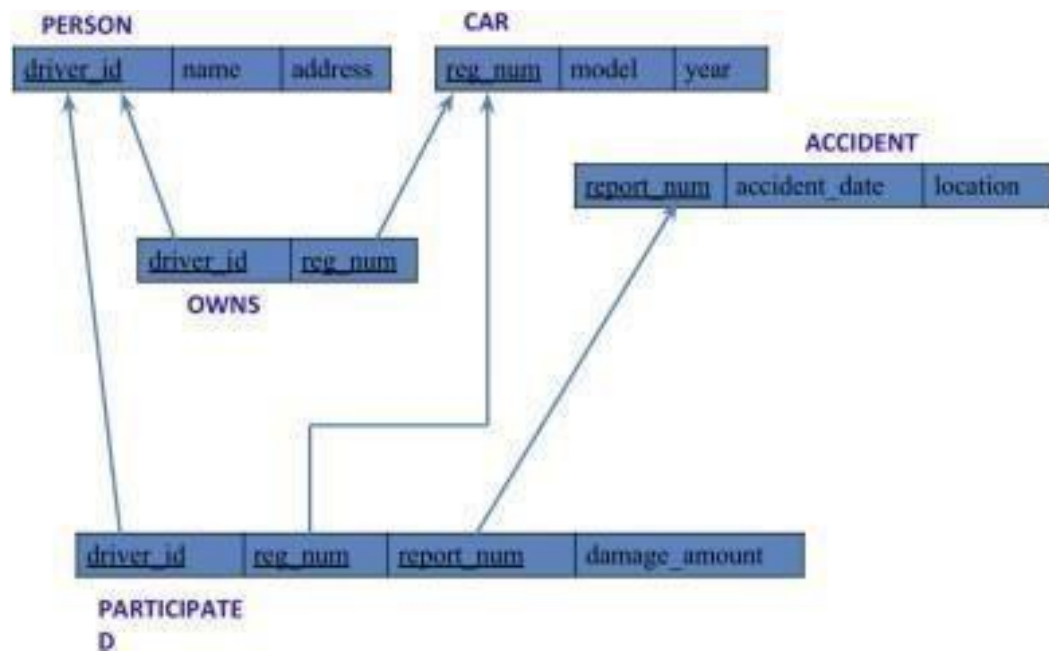 PERSON
CAR
driver_id name address
reg_num model year
ACCIDENT
report_num accident_date location
driver_id reg_num
OWNS
driver_id reg_num report_num damage_amount
PARTICIPATE
D